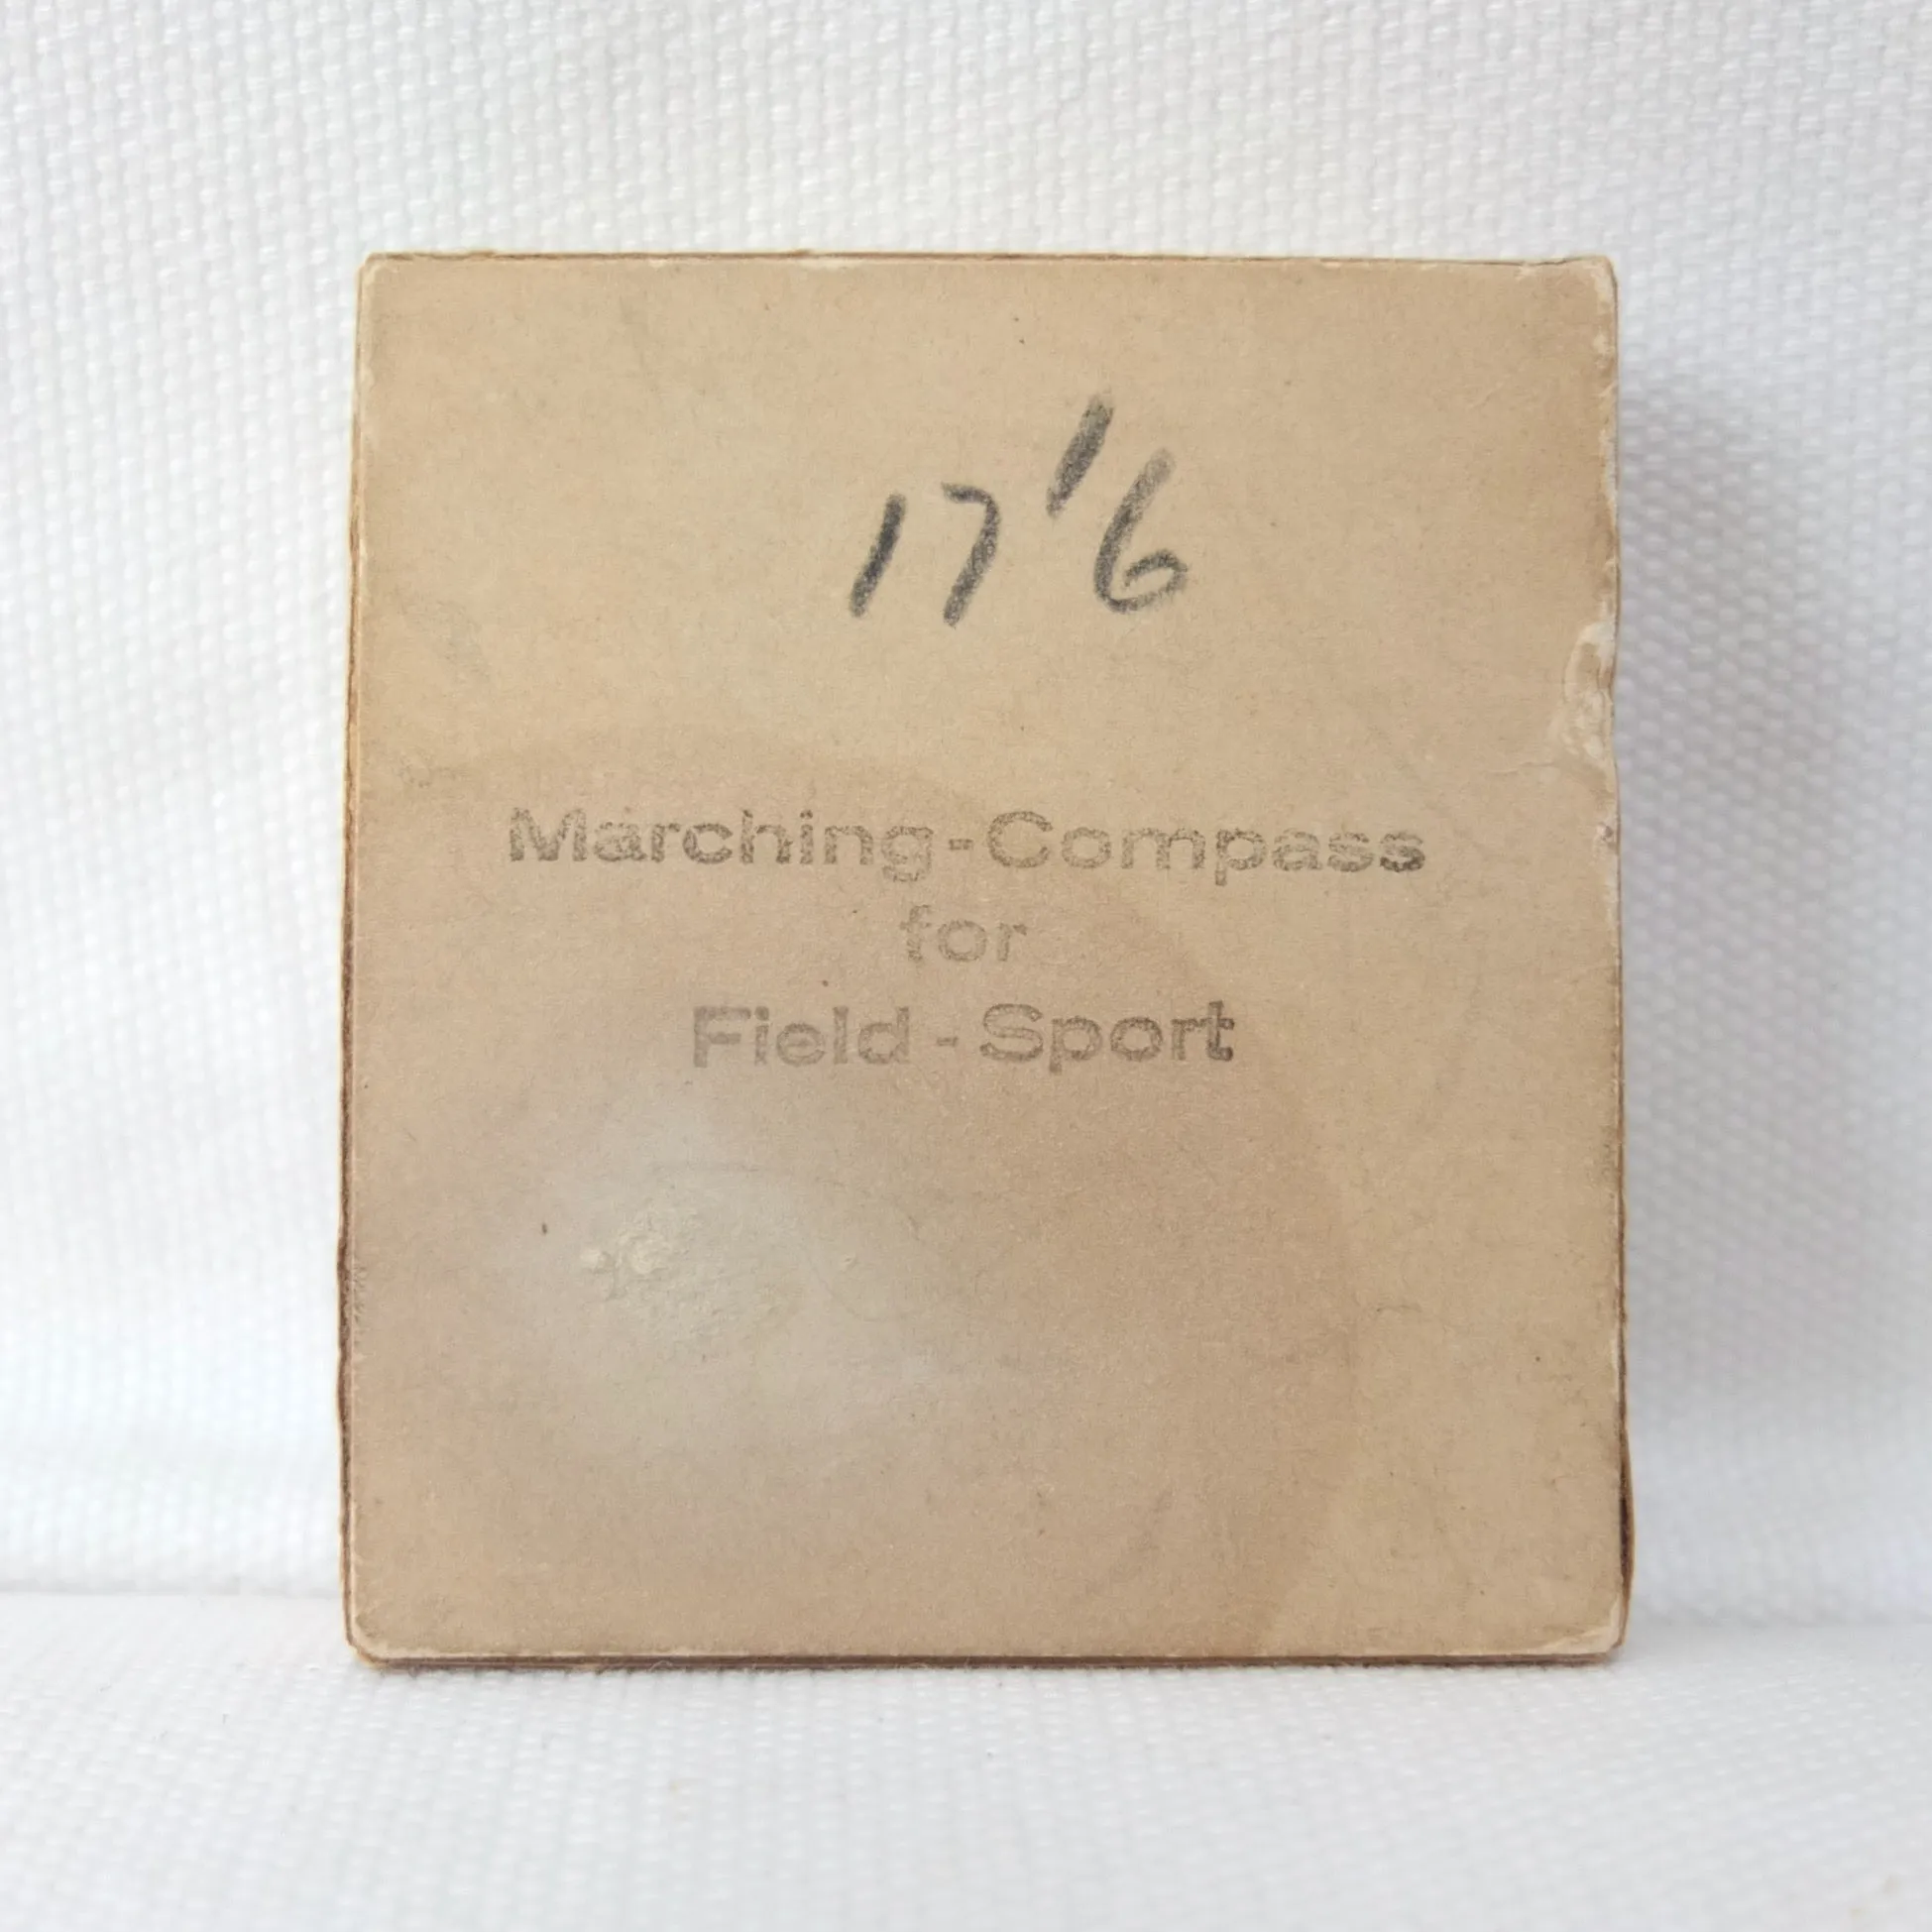 17'6
Marching-Compass
for
Field-Sport